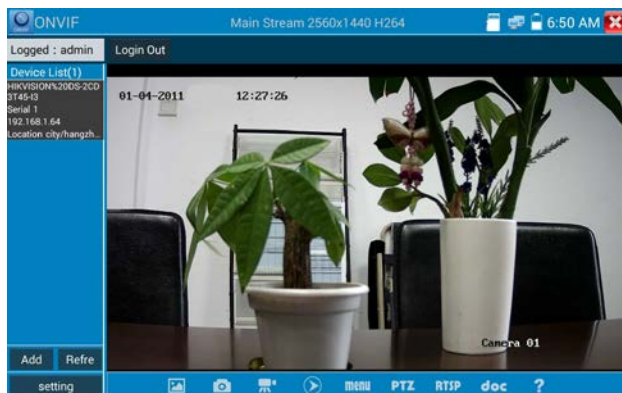 ONVIF
Main Stream 2560x1440 H264
6:50 AM
Logged : admin
Login Out
Device List(1)
HIKVISION%20DS-2CD
3T45-I3
Serial 1
192.168.1.64
Location city/hangzh...
01-04-2011 12:27:26
Camera 01
Add Refre
setting
menu PTZ RTSP doc ?